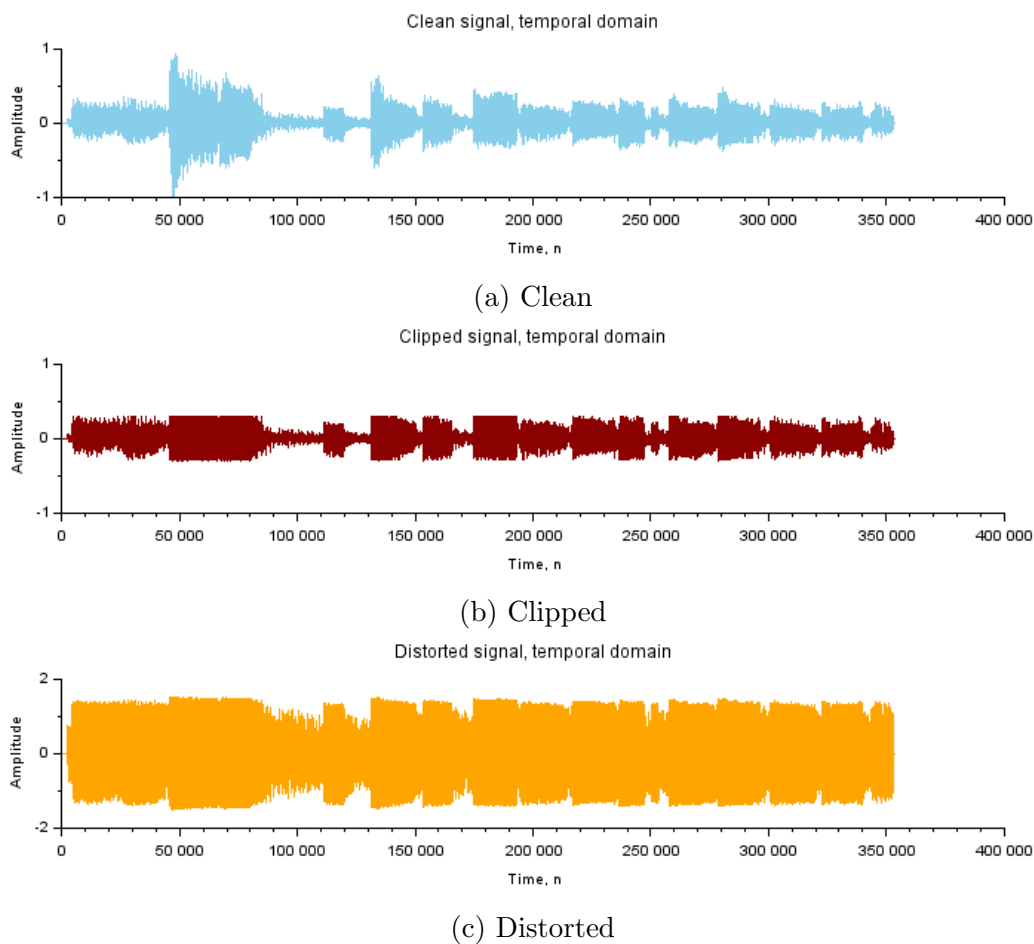 Clean signal, temporal domain
1
0
-1
Amplitude
0 50 000 100 000 150 000 200 000 250 000 300 000 350 000 400 000
Time, n
(a) Clean
Clipped signal, temporal domain
1
0
-1
Amplitude
0 50 000 100 000 150 000 200 000 250 000 300 000 350 000 400 000
Time, n
(b) Clipped
Distorted signal, temporal domain
2
0
-2
Amplitude
0 50 000 100 000 150 000 200 000 250 000 300 000 350 000 400 000
Time, n
(c) Distorted